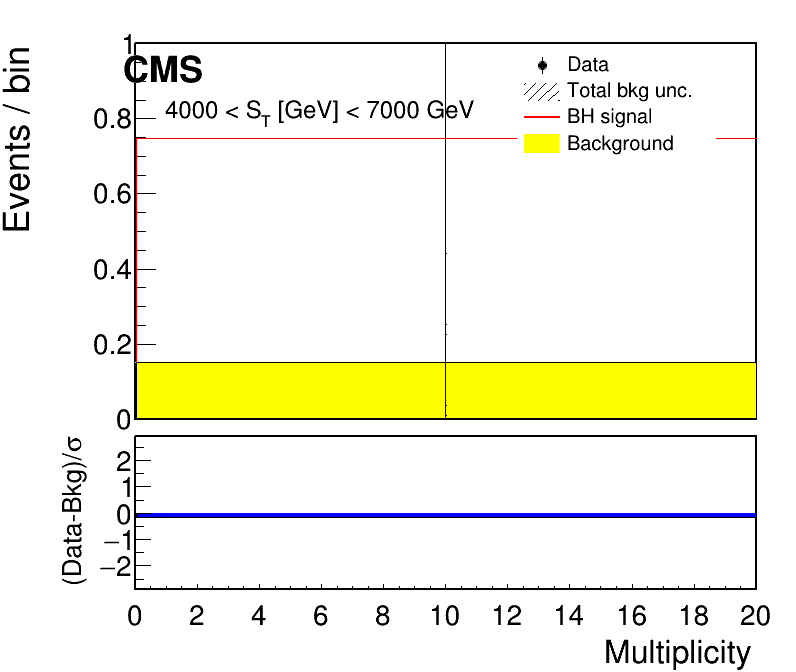 1
CMS
Events / bin
4000 < S_T [GeV] < 7000 GeV
Data
Total bkg unc.
BH signal
Background
0.8
0.6
0.4
0.2
0
(Data-Bkg)/σ
2
1
0
−1
−2
0 2 4 6 8 10 12 14 16 18 20
Multiplicity